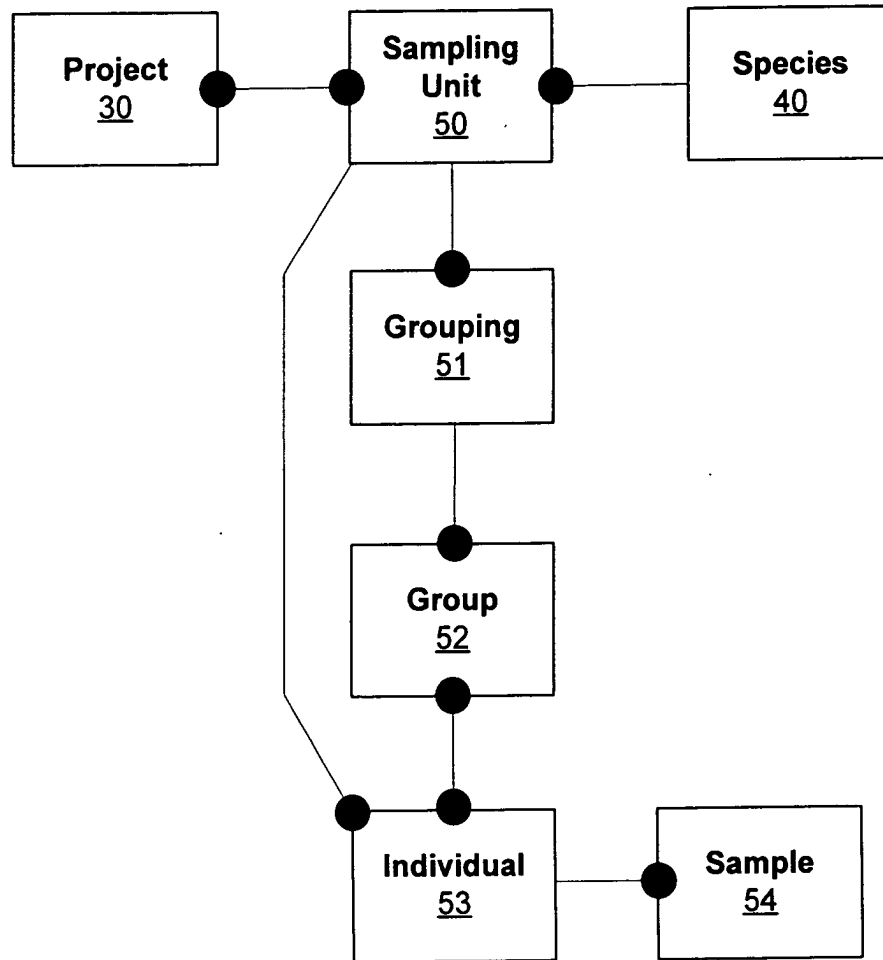 Project
30
Sampling
Unit
50
Species
40
Grouping
51
Group
52
Individual
53
Sample
54